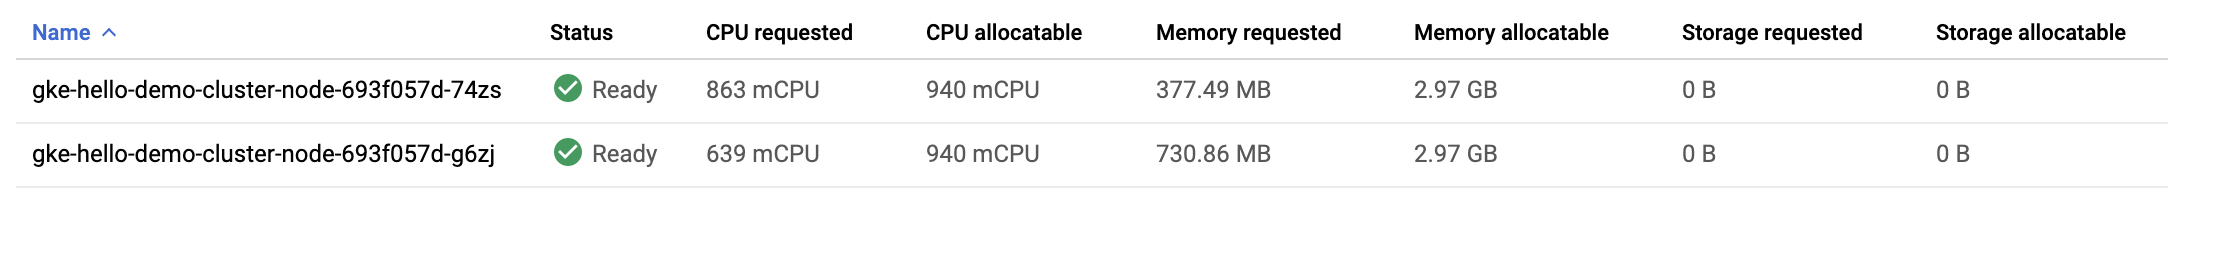 Name Status CPU requested CPU allocatable Memory requested Memory allocatable Storage requested Storage allocatable
gke-hello-demo-cluster-node-693f057d-74zs Ready 863 mCPU 940 mCPU 377.49 MB 2.97 GB 0 B 0 B
gke-hello-demo-cluster-node-693f057d-g6zj Ready 639 mCPU 940 mCPU 730.86 MB 2.97 GB 0 B 0 B